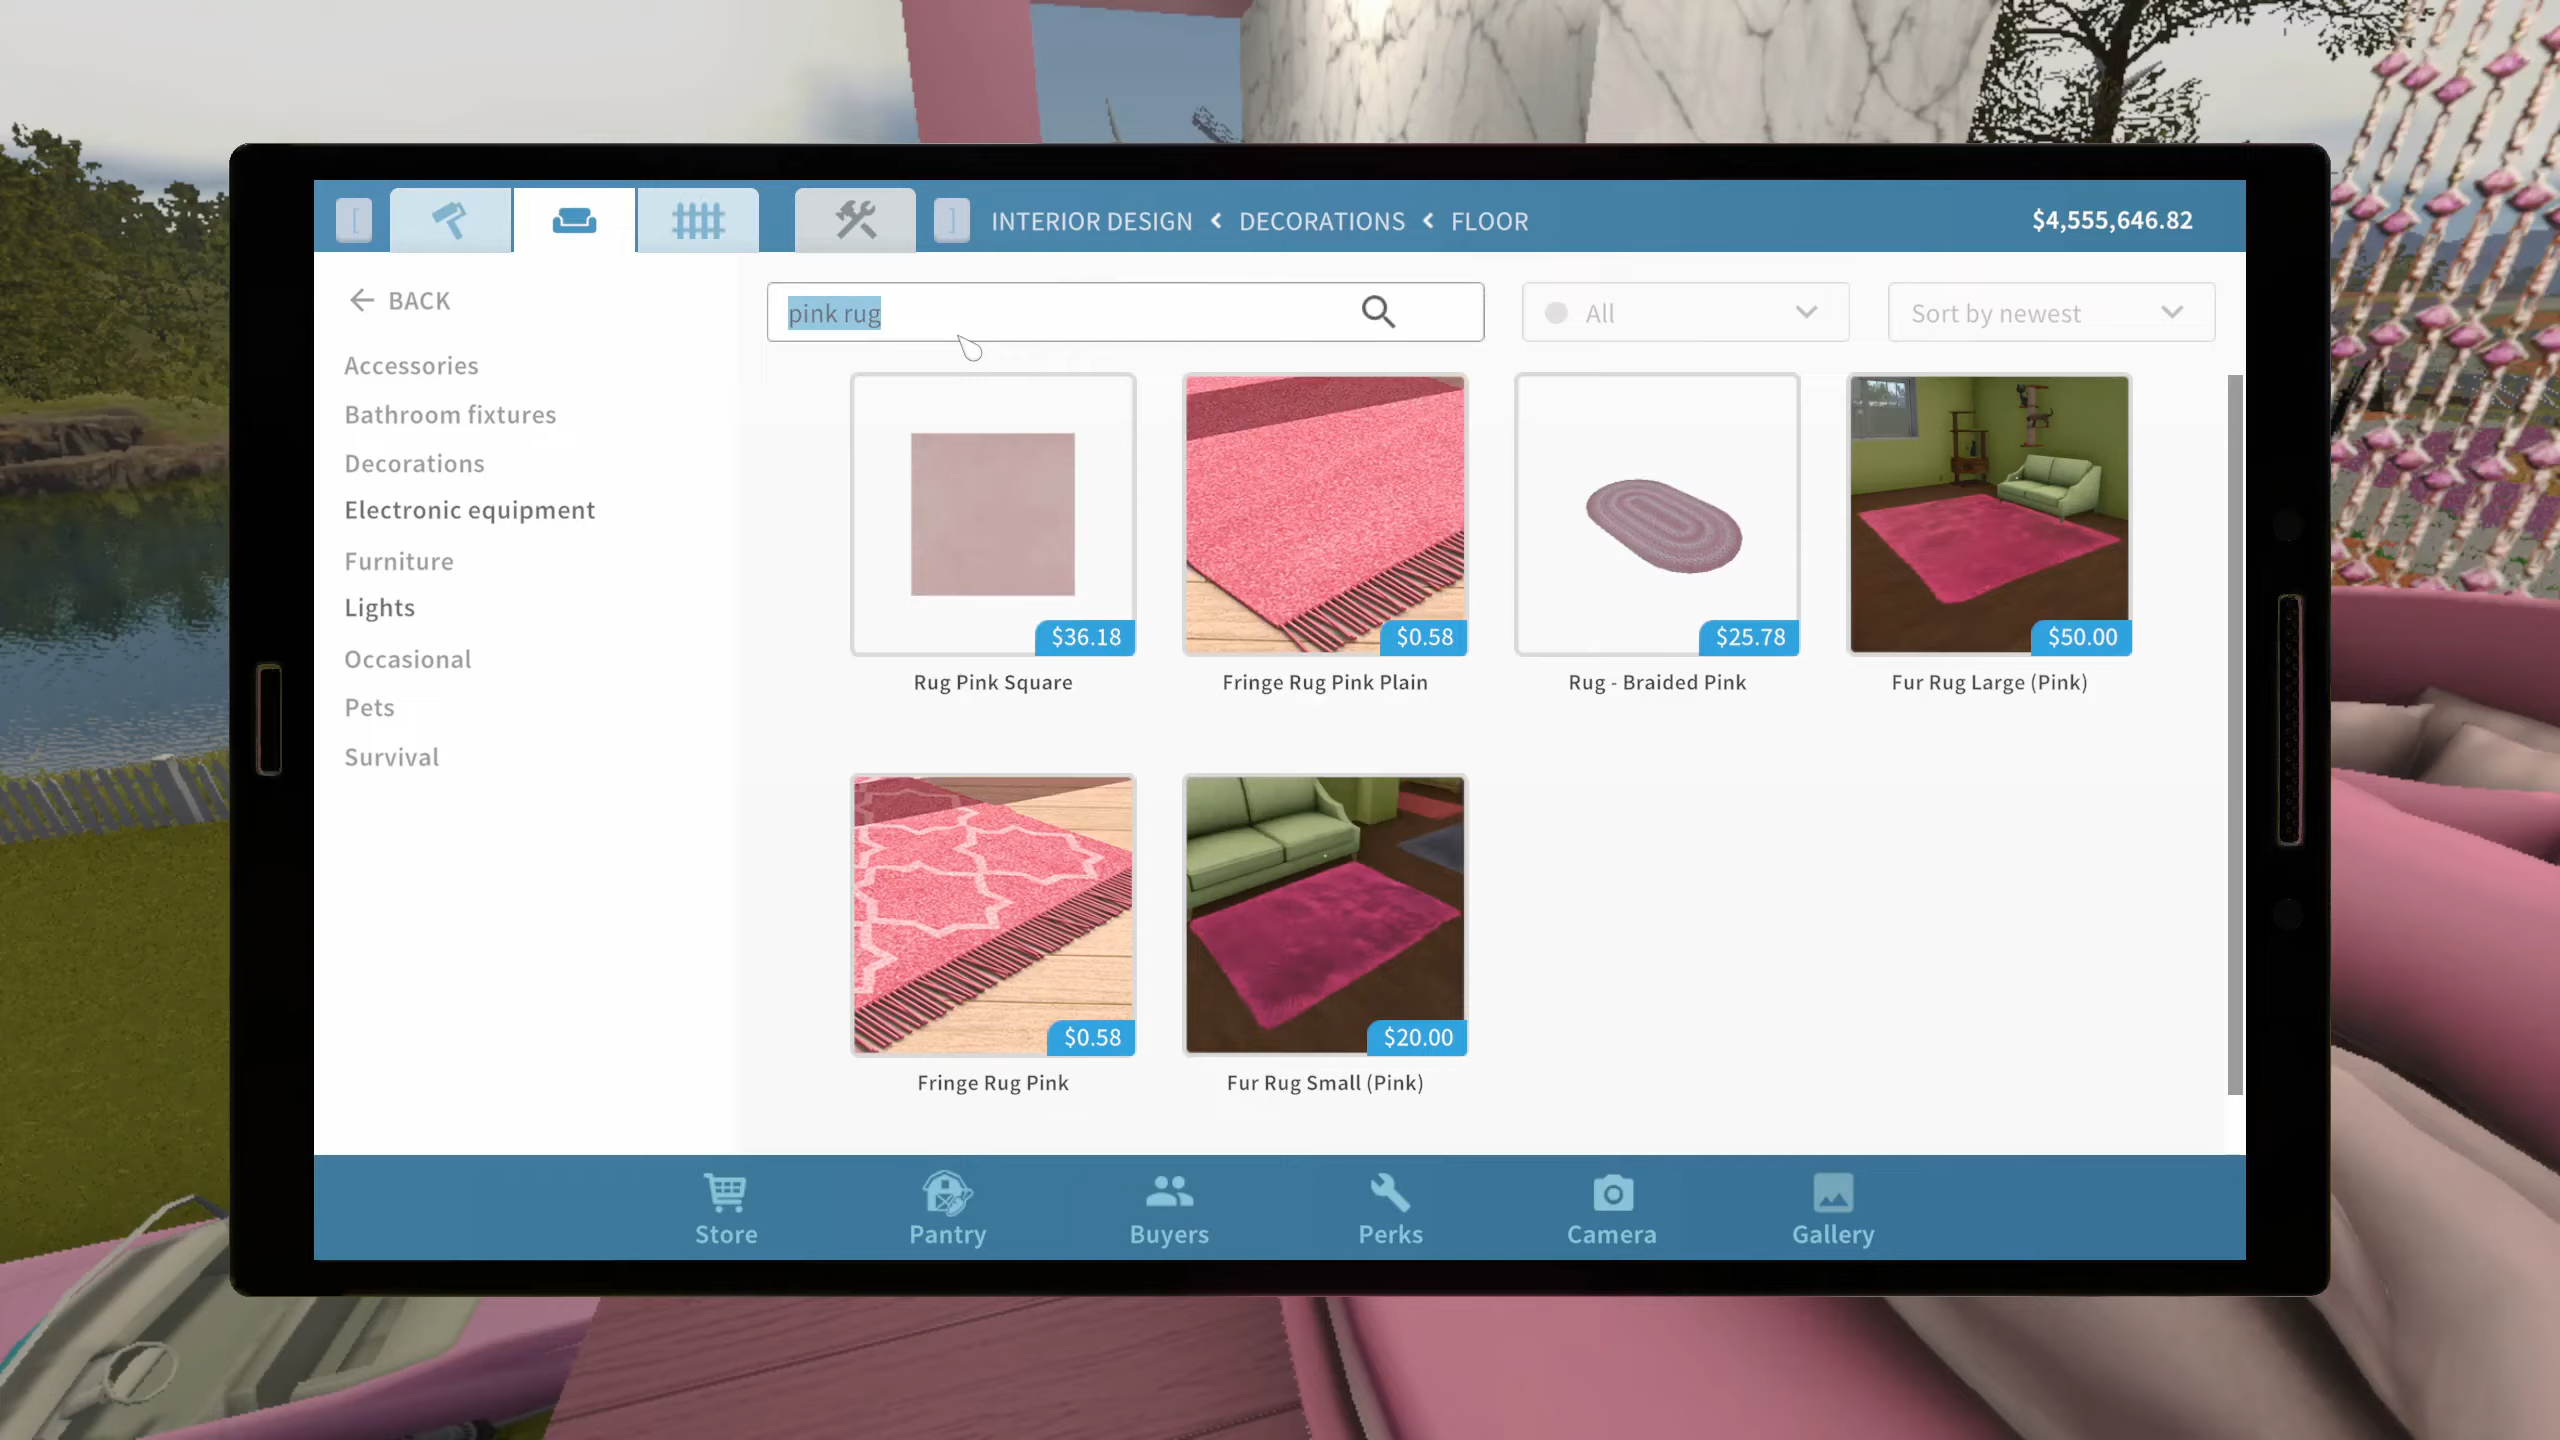 [
]
INTERIOR DESIGN < DECORATIONS < FLOOR
$4,555,646.82
BACK
pink rug
All
Sort by newest
Accessories
Bathroom fixtures
Decorations
Electronic equipment
Furniture
Lights
Occasional
Pets
Survival
$36.18
$0.58
$25.78
$50.00
Rug Pink Square
Fringe Rug Pink Plain
Rug - Braided Pink
Fur Rug Large (Pink)
$0.58
$20.00
Fringe Rug Pink
Fur Rug Small (Pink)
Store
Pantry
Buyers
Perks
Camera
Gallery